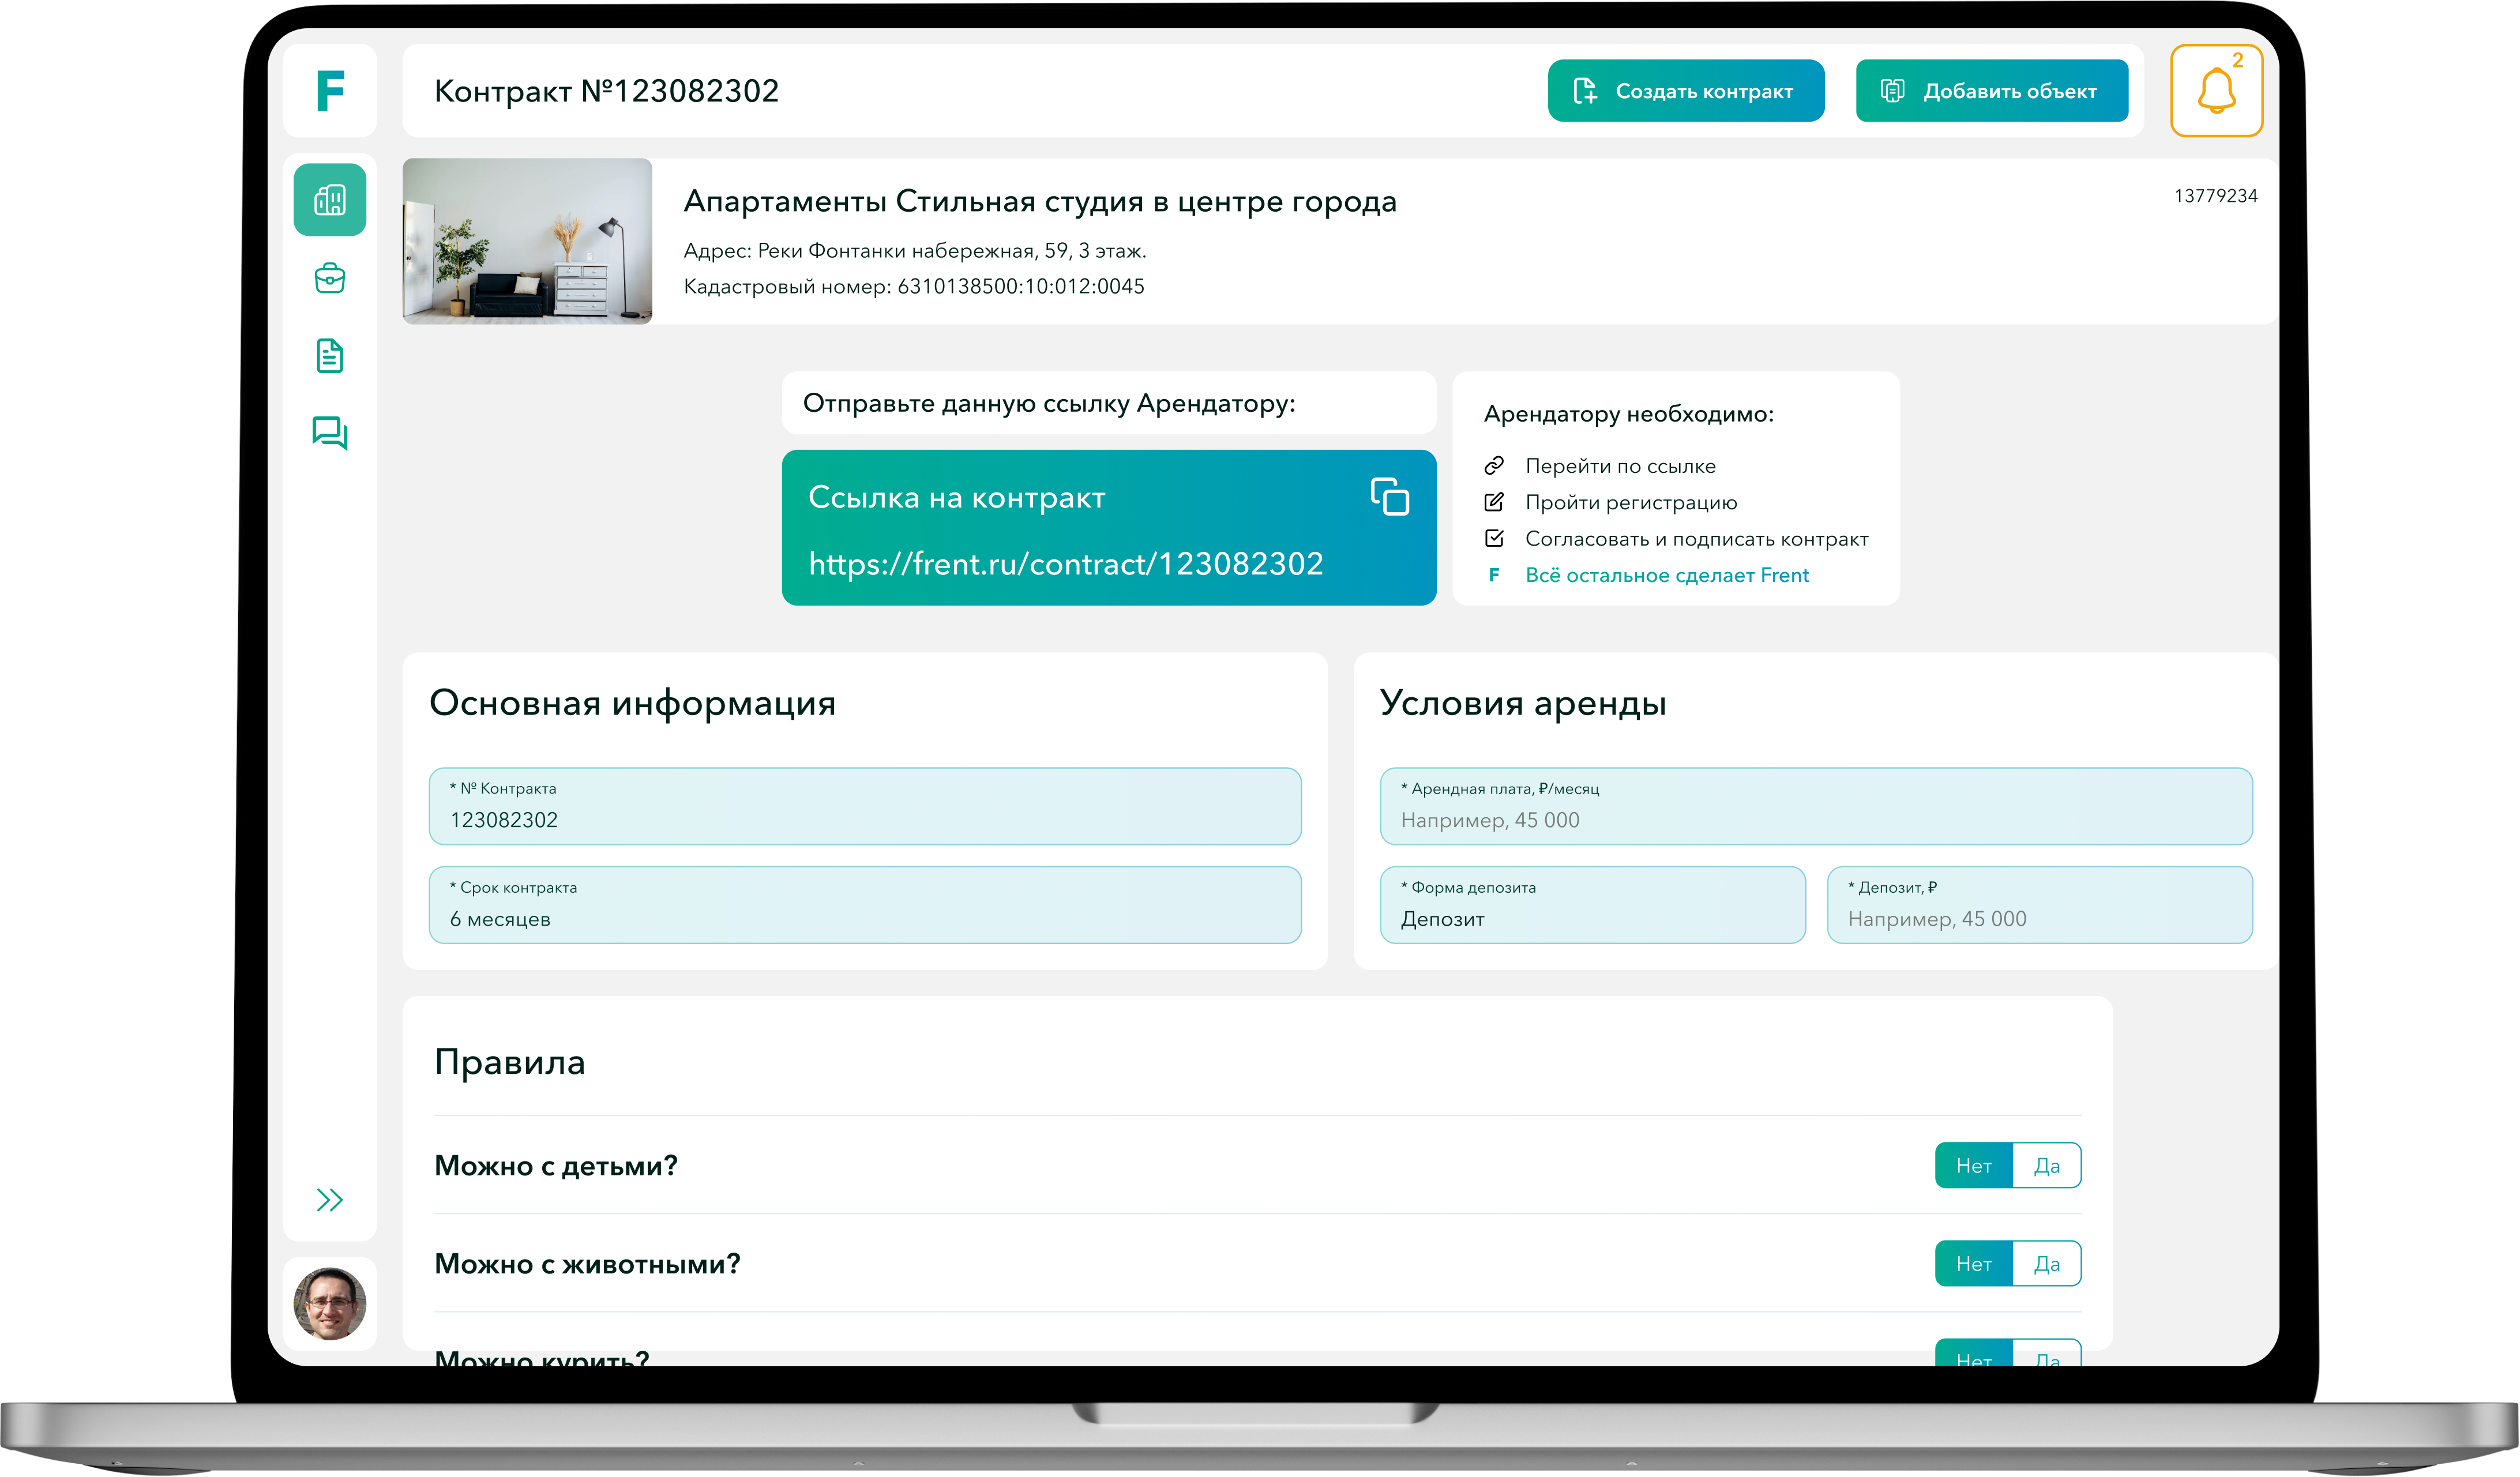 F
Контракт №123082302
Создать контракт
Добавить объект
2
Апартаменты Стильная студия в центре города
13779234
Адрес: Реки Фонтанки набережная, 59, 3 этаж.
Кадастровый номер: 6310138500:10:012:0045
Отправьте данную ссылку Арендатору:
Ссылка на контракт
https://frent.ru/contract/123082302
Арендатору необходимо:
Перейти по ссылке
Пройти регистрацию
Согласовать и подписать контракт
F Всё остальное сделает Frent
Основная информация
* № Контракта
123082302
* Срок контракта
6 месяцев
Условия аренды
* Арендная плата, ₽/месяц
Например, 45 000
* Форма депозита
Депозит
* Депозит, ₽
Например, 45 000
Правила
Можно с детьми?
Нет Да
Можно с животными?
Нет Да
Можно курить?
Нет Да